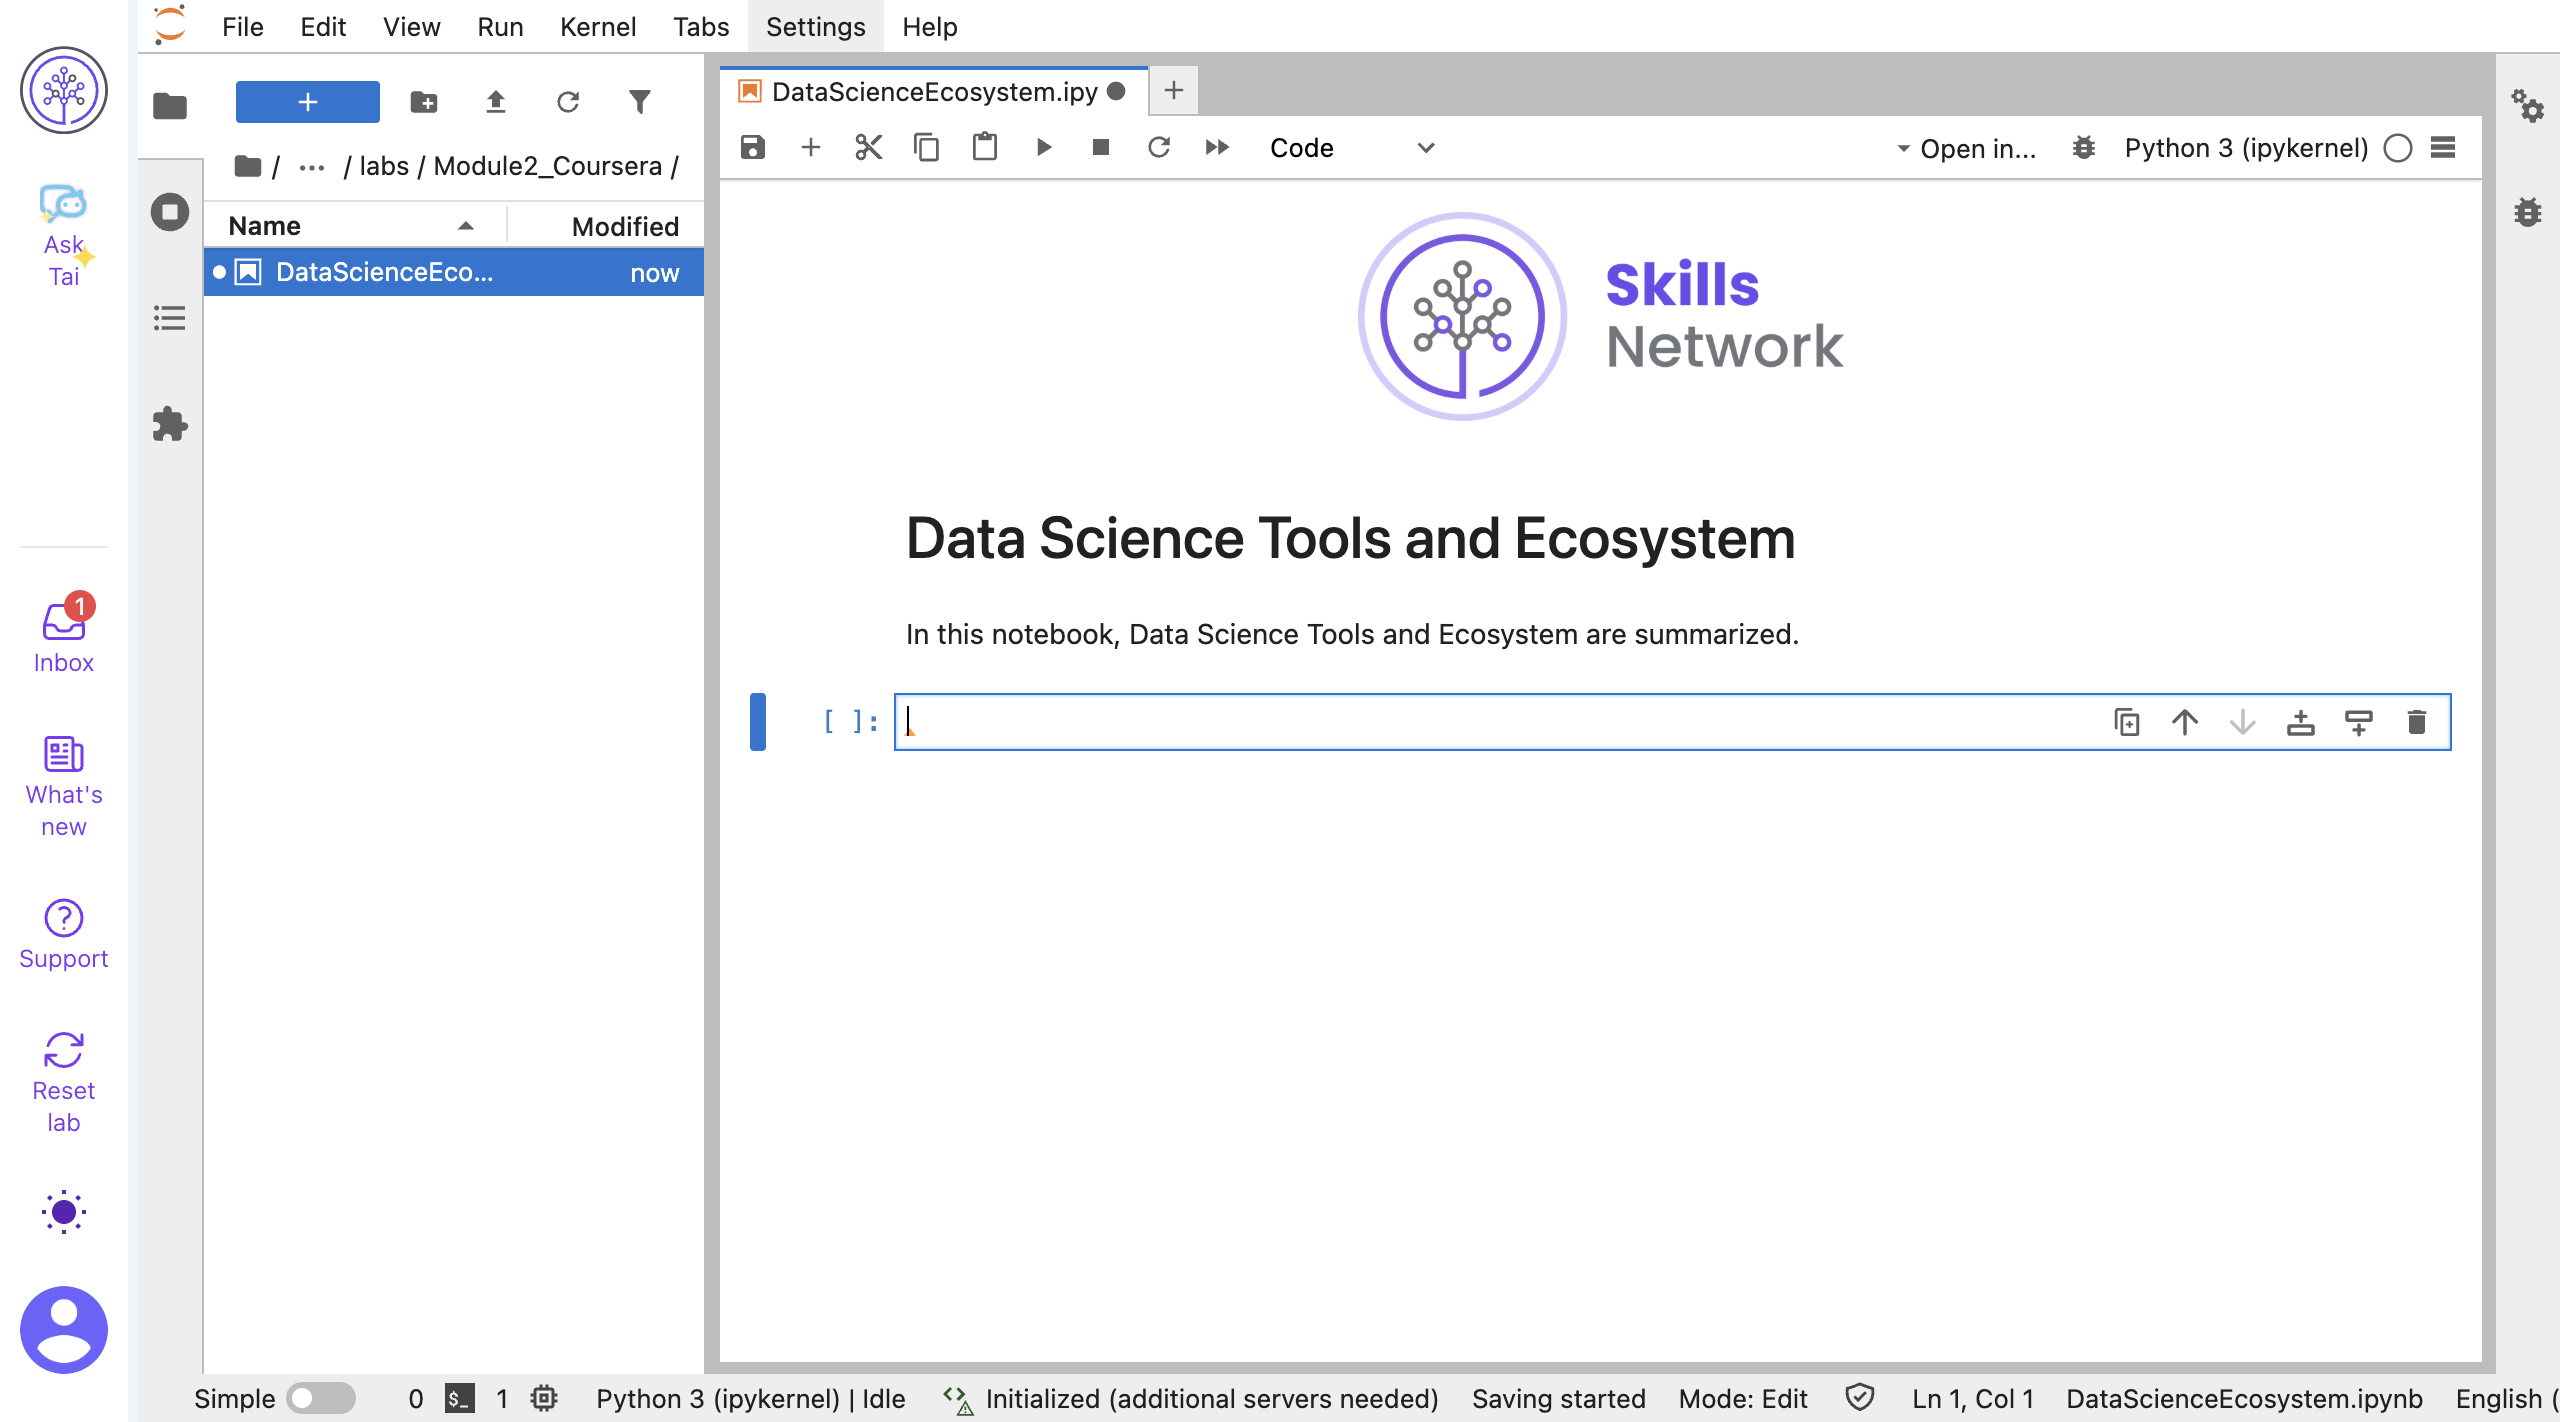 File Edit View Run Kernel Tabs Settings Help
DataScienceEcosystem.ipy
/ ... / labs / Module2_Coursera /
Code
Open in...
Python 3 (ipykernel)
Name Modified
DataScienceEco... now
Ask
Tai
1
Inbox
What's
new
Support
Reset
lab
Skills
Network
Data Science Tools and Ecosystem
In this notebook, Data Science Tools and Ecosystem are summarized.
[ ]:
Simple 0 $_ 1 Python 3 (ipykernel) | Idle Initialized (additional servers needed) Saving started Mode: Edit Ln 1, Col 1 DataScienceEcosystem.ipynb English (